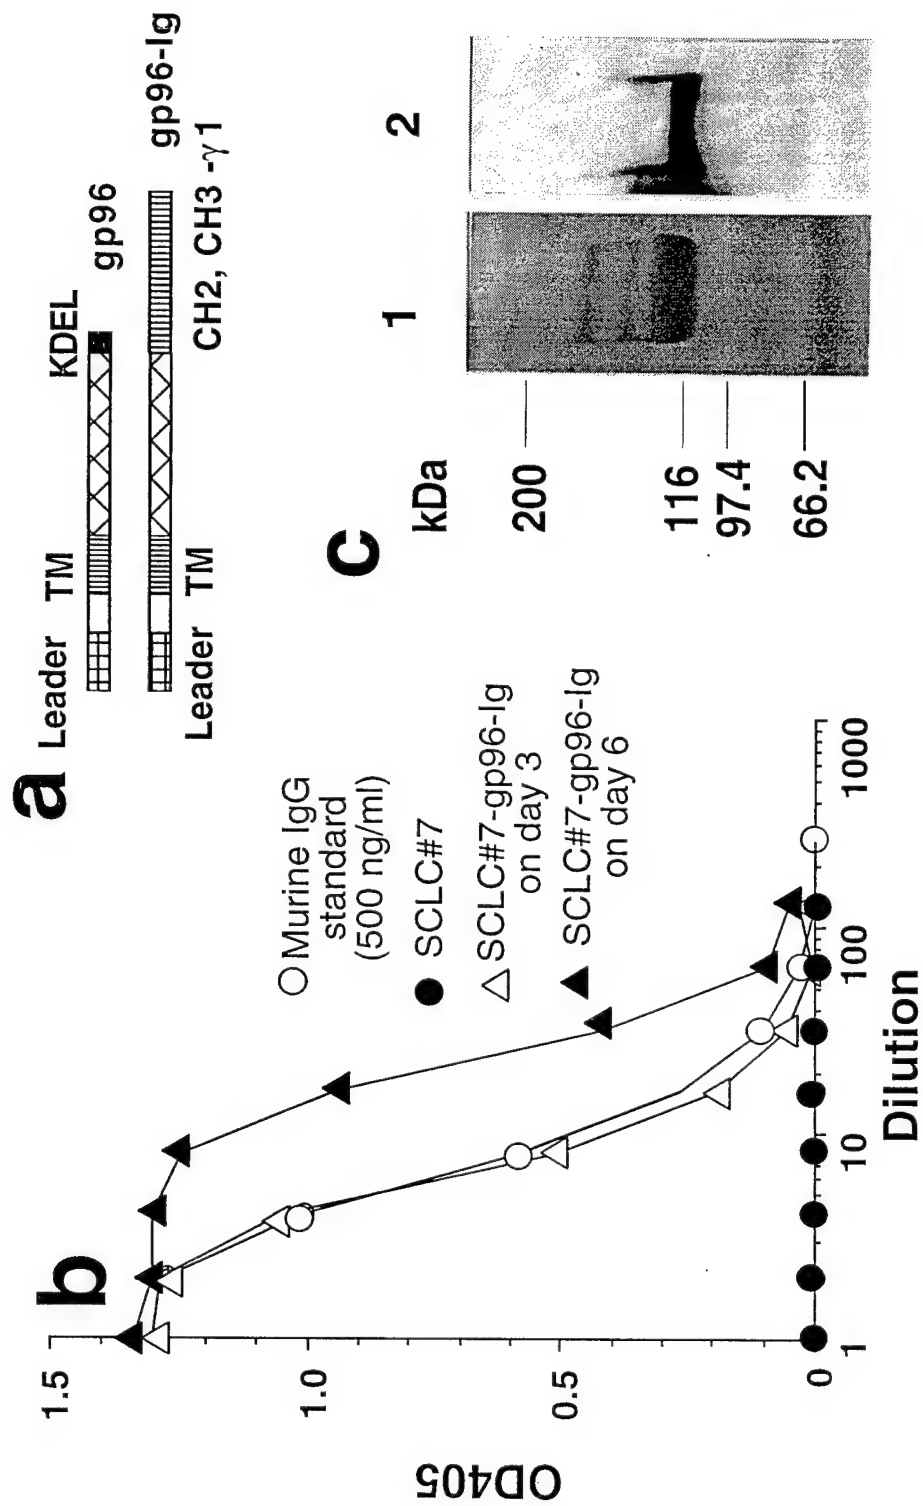 a
Leader TM KDEL
gp96
gp96-Ig
Leader TM CH2, CH3 -γ1
b
OD405
1.5
1.0
0.5
0
1 10 100 1000
Dilution
Murine IgG
standard
(500 ng/ml)
SCLC#7
SCLC#7-gp96-Ig
on day 3
SCLC#7-gp96-Ig
on day 6
c
kDa 1 2
200
116
97.4
66.2